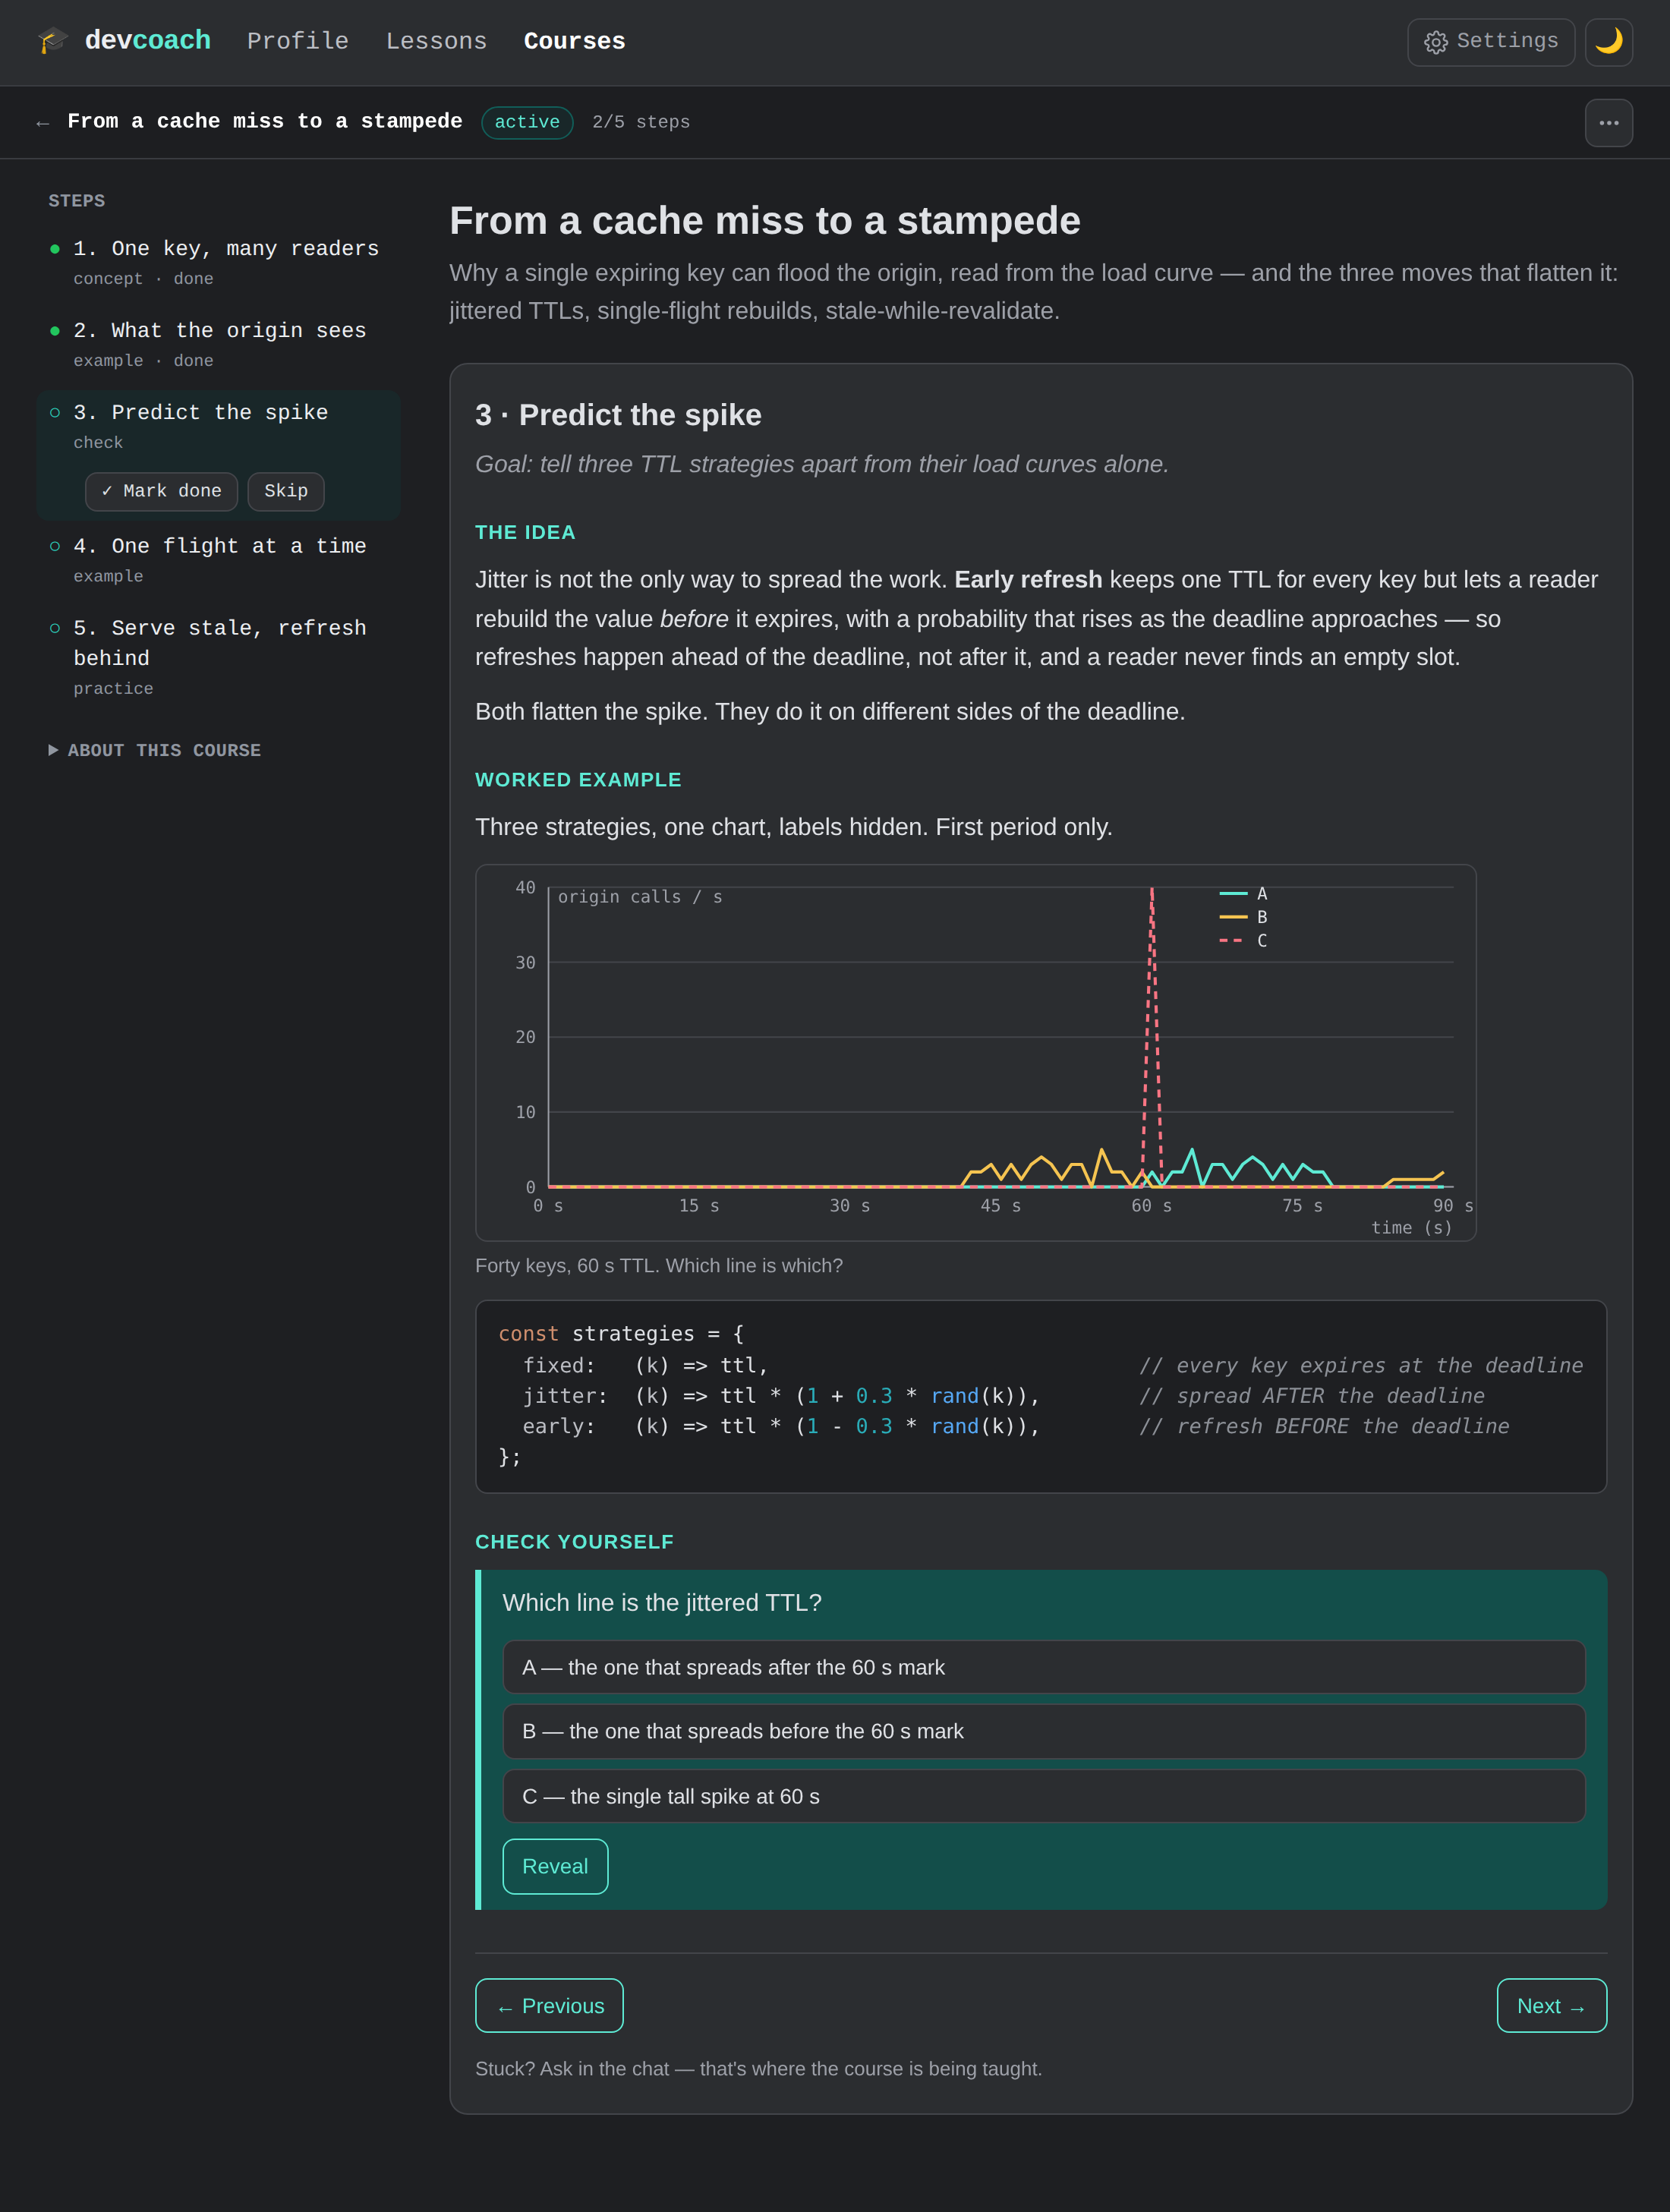 🎓 devcoach Profile Lessons Courses Settings 🌙
← From a cache miss to a stampede active 2/5 steps ···
STEPS
1. One key, many readers
concept · done
2. What the origin sees
example · done
3. Predict the spike
check
✓ Mark done Skip
4. One flight at a time
example
5. Serve stale, refresh
behind
practice
▶ ABOUT THIS COURSE
From a cache miss to a stampede
Why a single expiring key can flood the origin, read from the load curve — and the three moves that flatten it:
jittered TTLs, single-flight rebuilds, stale-while-revalidate.
3 · Predict the spike
Goal: tell three TTL strategies apart from their load curves alone.
THE IDEA
Jitter is not the only way to spread the work. Early refresh keeps one TTL for every key but lets a reader
rebuild the value before it expires, with a probability that rises as the deadline approaches — so
refreshes happen ahead of the deadline, not after it, and a reader never finds an empty slot.
Both flatten the spike. They do it on different sides of the deadline.
WORKED EXAMPLE
Three strategies, one chart, labels hidden. First period only.
origin calls / s
40
30
20
10
0
A
B
C
0 s 15 s 30 s 45 s 60 s 75 s 90 s
time (s)
Forty keys, 60 s TTL. Which line is which?
const strategies = {
  fixed:   (k) => ttl,                              // every key expires at the deadline
  jitter:  (k) => ttl * (1 + 0.3 * rand(k)),        // spread AFTER the deadline
  early:   (k) => ttl * (1 - 0.3 * rand(k)),        // refresh BEFORE the deadline
};
CHECK YOURSELF
Which line is the jittered TTL?
A — the one that spreads after the 60 s mark
B — the one that spreads before the 60 s mark
C — the single tall spike at 60 s
Reveal
← Previous Next →
Stuck? Ask in the chat — that's where the course is being taught.